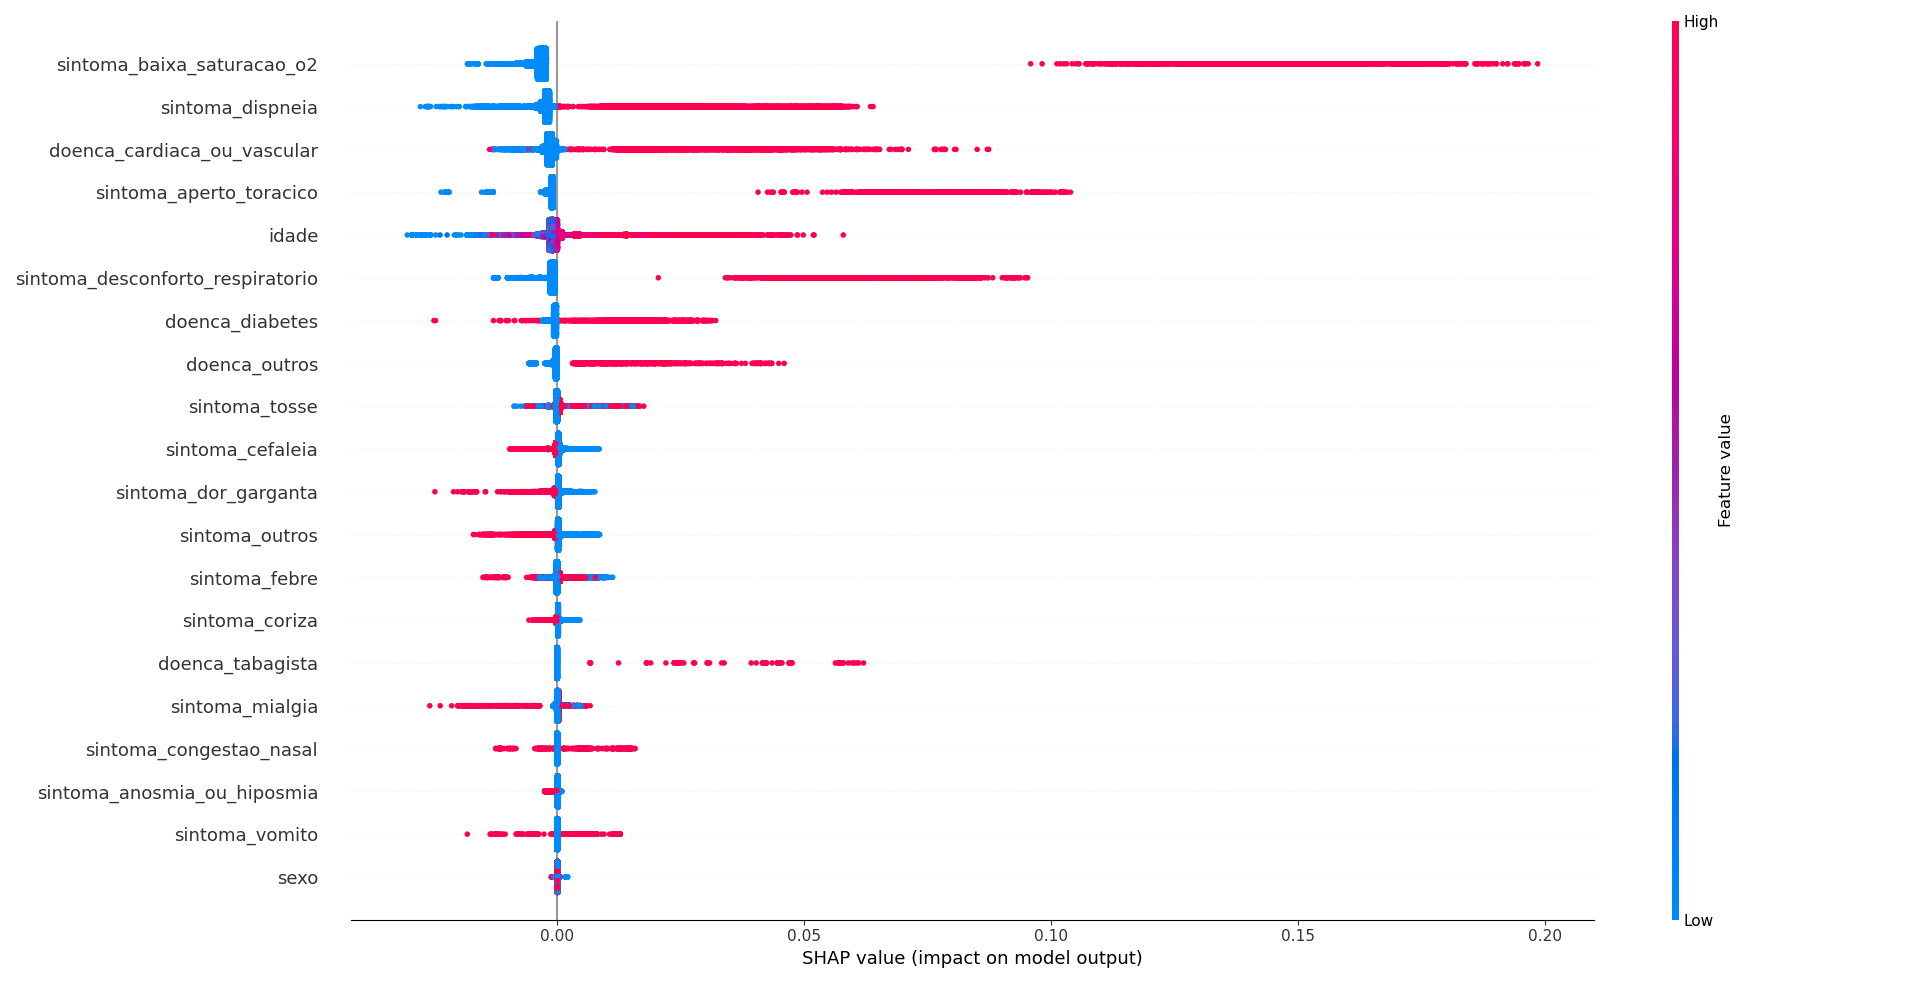 High
sintoma_baixa_saturacao_o2
sintoma_dispneia
doenca_cardiaca_ou_vascular
sintoma_aperto_toracico
idade
sintoma_desconforto_respiratorio
doenca_diabetes
doenca_outros
sintoma_tosse
sintoma_cefaleia
sintoma_dor_garganta
sintoma_outros
sintoma_febre
sintoma_coriza
doenca_tabagista
sintoma_mialgia
sintoma_congestao_nasal
sintoma_anosmia_ou_hiposmia
sintoma_vomito
sexo
Feature value
Low
0.00 0.05 0.10 0.15 0.20
SHAP value (impact on model output)